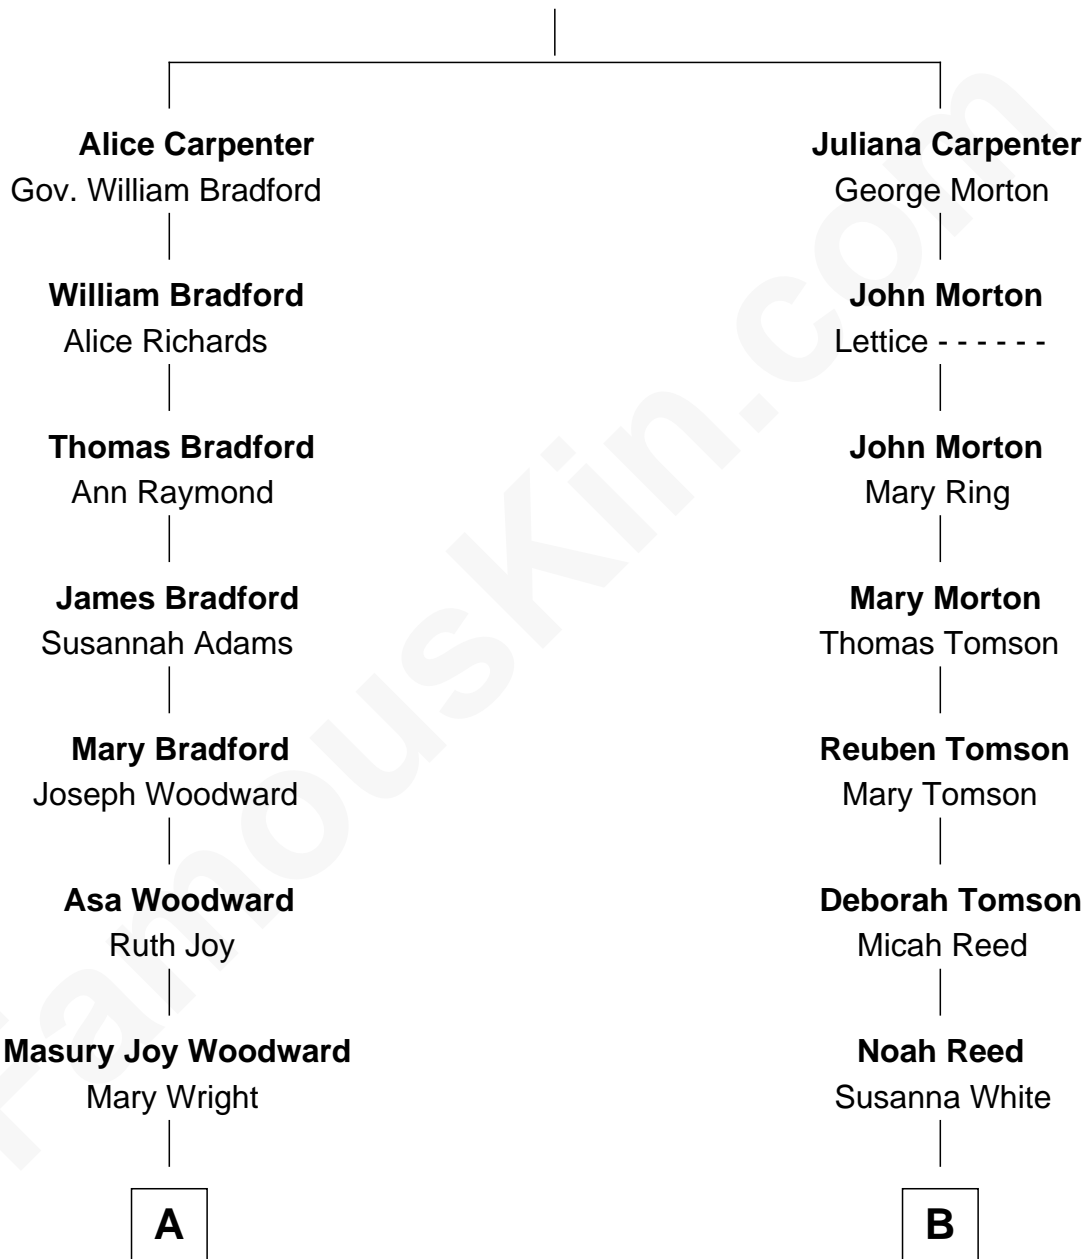 Alice Carpenter
Gov. William Bradford
William Bradford
Alice Richards
Thomas Bradford
Ann Raymond
James Bradford
Susannah Adams
Mary Bradford
Joseph Woodward
Asa Woodward
Ruth Joy
Masury Joy Woodward
Mary Wright
A
Juliana Carpenter
George Morton
John Morton
Lettice - - - - - -
John Morton
Mary Ring
Mary Morton
Thomas Tomson
Reuben Tomson
Mary Tomson
Deborah Tomson
Micah Reed
Noah Reed
Susanna White
B
FamousKin.com